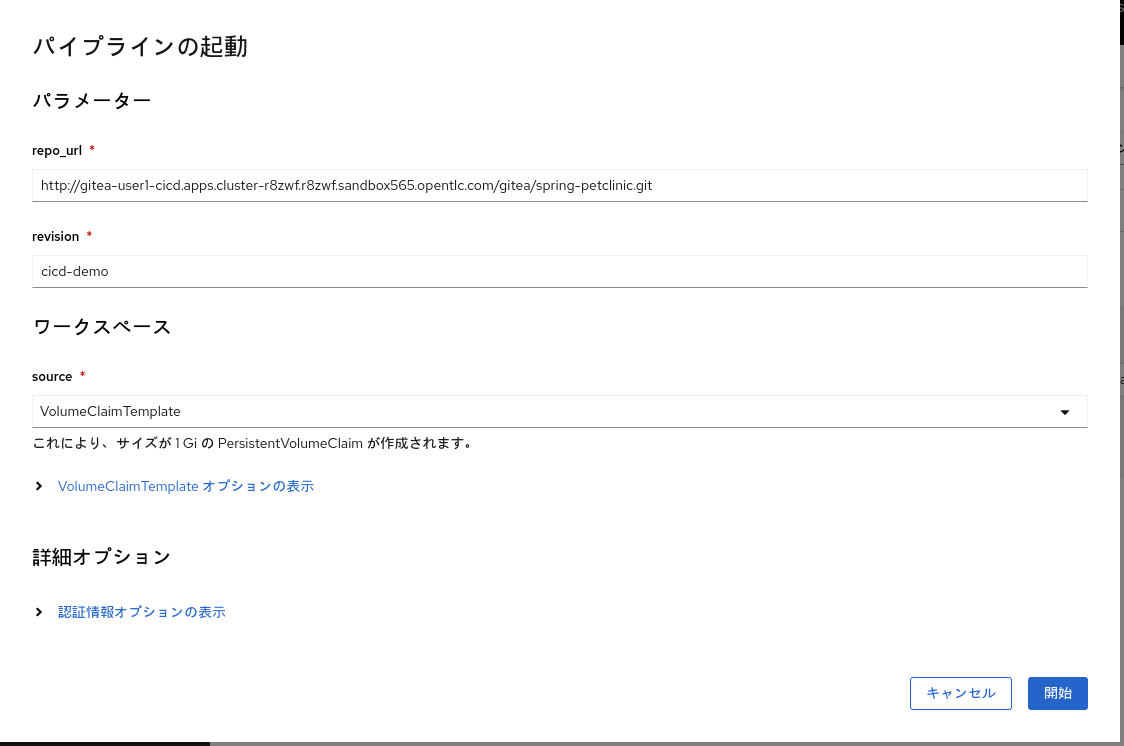 パイプラインの起動
パラメーター
repo_url *
http://gitea-user1-cicd.apps.cluster-r8zwf.r8zwf.sandbox565.opentlc.com/gitea/spring-petclinic.git
revision *
cicd-demo
ワークスペース
source *
VolumeClaimTemplate
これにより、サイズが 1 Gi の PersistentVolumeClaim が作成されます。
VolumeClaimTemplate オプションの表示
詳細オプション
認証情報オプションの表示
キャンセル
開始